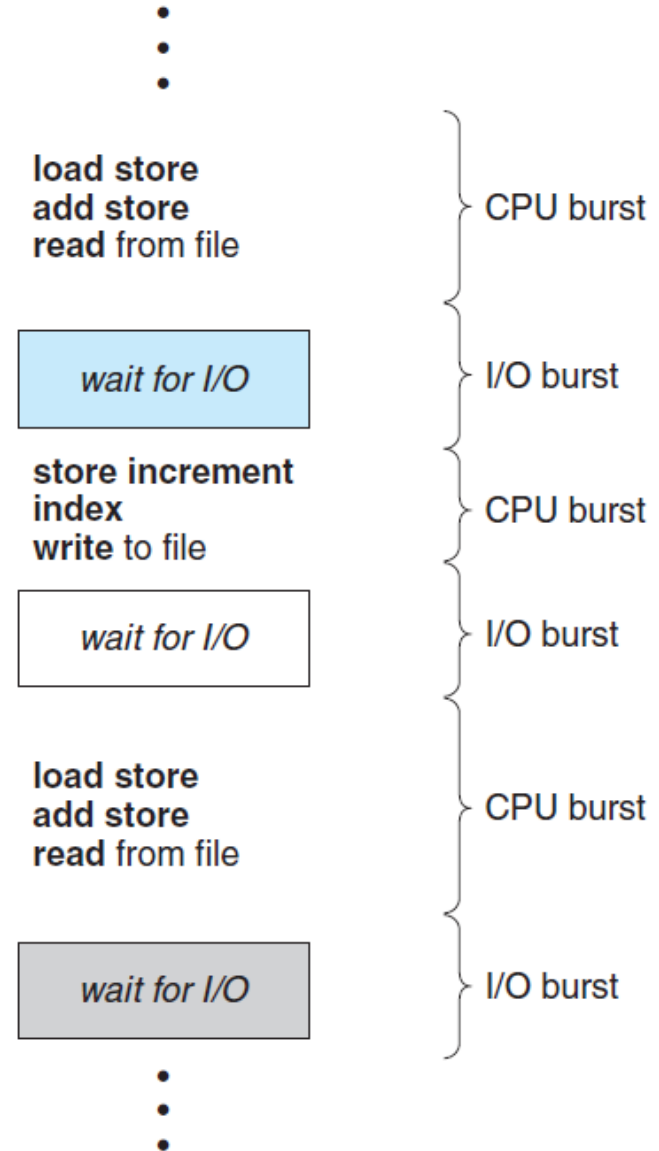 load store
add store
read from file
CPU burst
wait for I/O
I/O burst
store increment
index
write to file
CPU burst
wait for I/O
I/O burst
load store
add store
read from file
CPU burst
wait for I/O
I/O burst